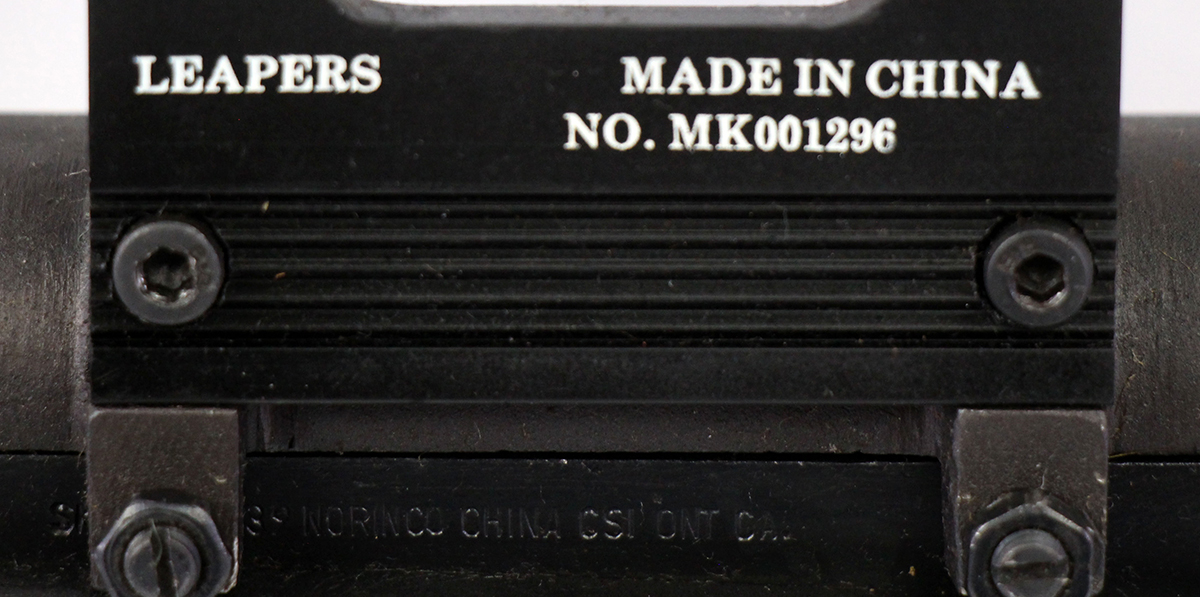 LEAPERS MADE IN CHINA
NO. MK001296
NORINCO CHINA CSI ONT CA